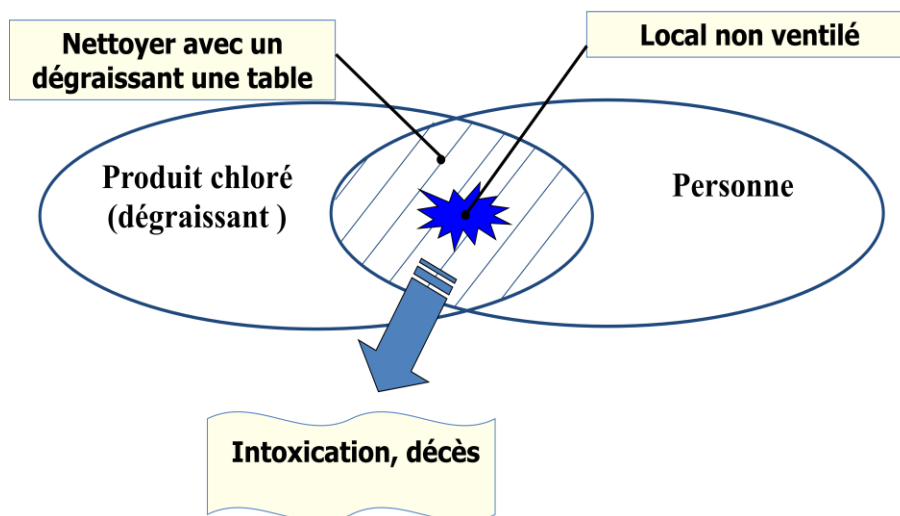 Nettoyer avec un
dégraissant une table
Local non ventilé
Produit chloré
(dégraissant )
Personne
Intoxication, décès